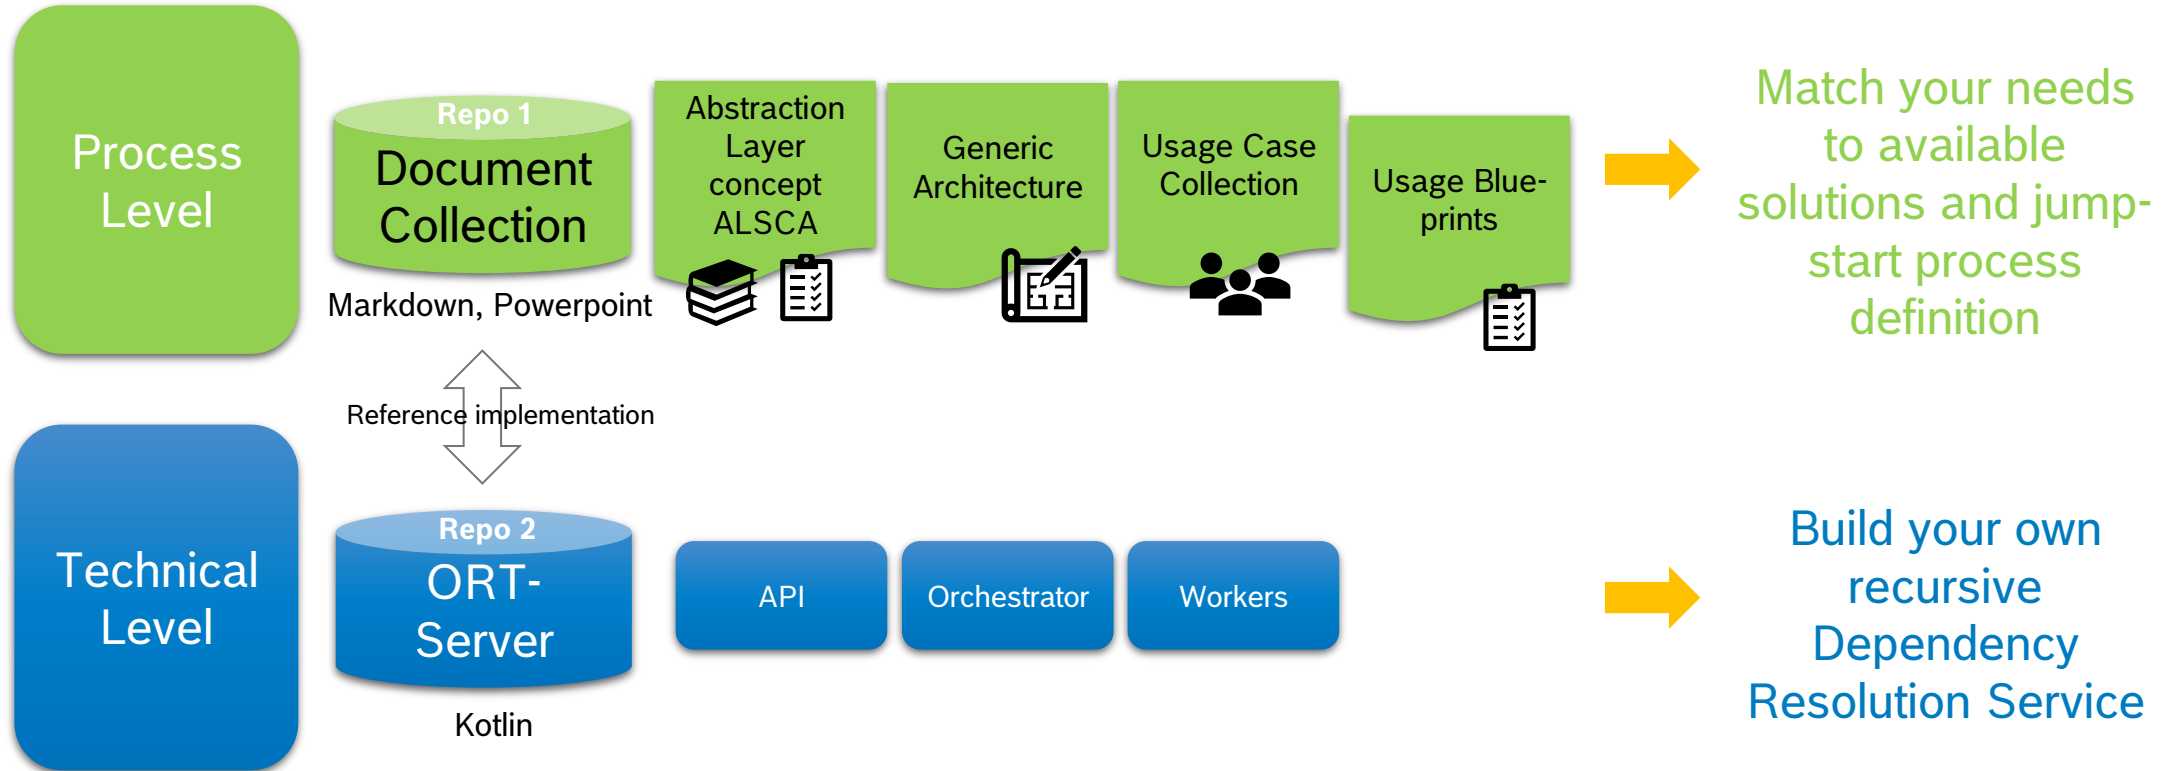 Process
Level
Repo 1
Document
Collection
Markdown, Powerpoint
Abstraction
Layer
concept
ALSCA
Generic
Architecture
Usage Case
Collection
Usage Blue-
prints
Match your needs
to available
solutions and jump-
start process
definition
Reference implementation
Technical
Level
Repo 2
ORT-
Server
Kotlin
API
Orchestrator
Workers
Build your own
recursive
Dependency
Resolution Service